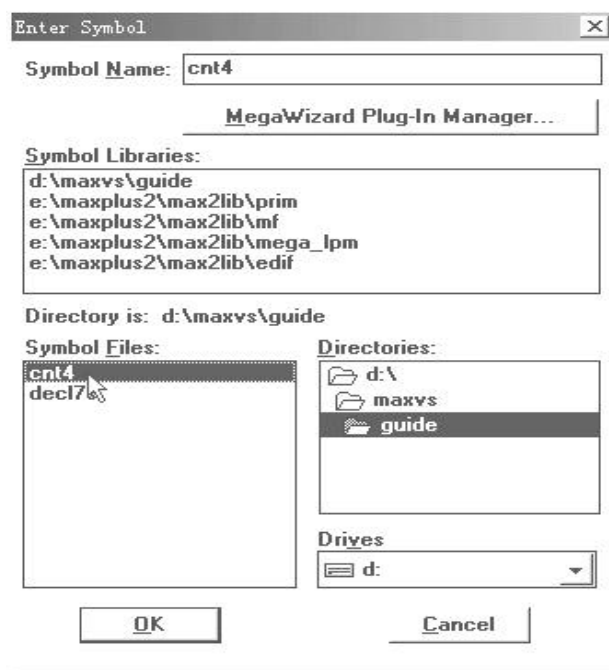 Enter Symbol
Symbol Name: cnt4
MegaWizard Plug-In Manager...
Symbol Libraries:
d:\maxvs\guide
e:\maxplus2\max2lib\prim
e:\maxplus2\max2lib\mf
e:\maxplus2\max2lib\mega_lpm
e:\maxplus2\max2lib\edif
Directory is: d:\maxvs\guide
Symbol Files:
cnt4
decl7s
Directories:
d:\
maxvs
guide
Drives
d:
OK
Cancel